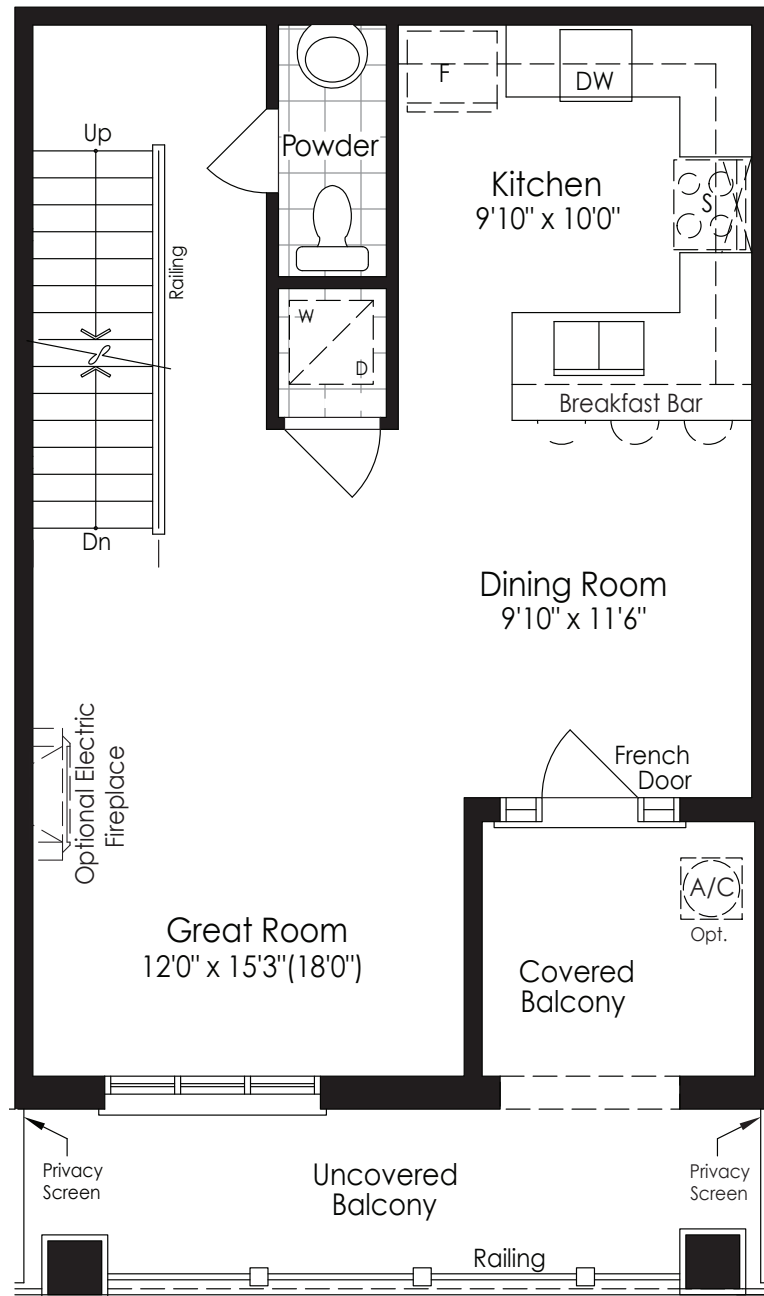 F
DW
Up
Powder
Kitchen
9'10" x 10'0"
S
Railing
W
D
Breakfast Bar
Dn
Dining Room
9'10" x 11'6"
Optional Electric
Fireplace
French
Door
A/C
Opt.
Great Room
12'0" x 15'3"(18'0")
Covered
Balcony
Privacy
Screen
Uncovered
Balcony
Privacy
Screen
Railing